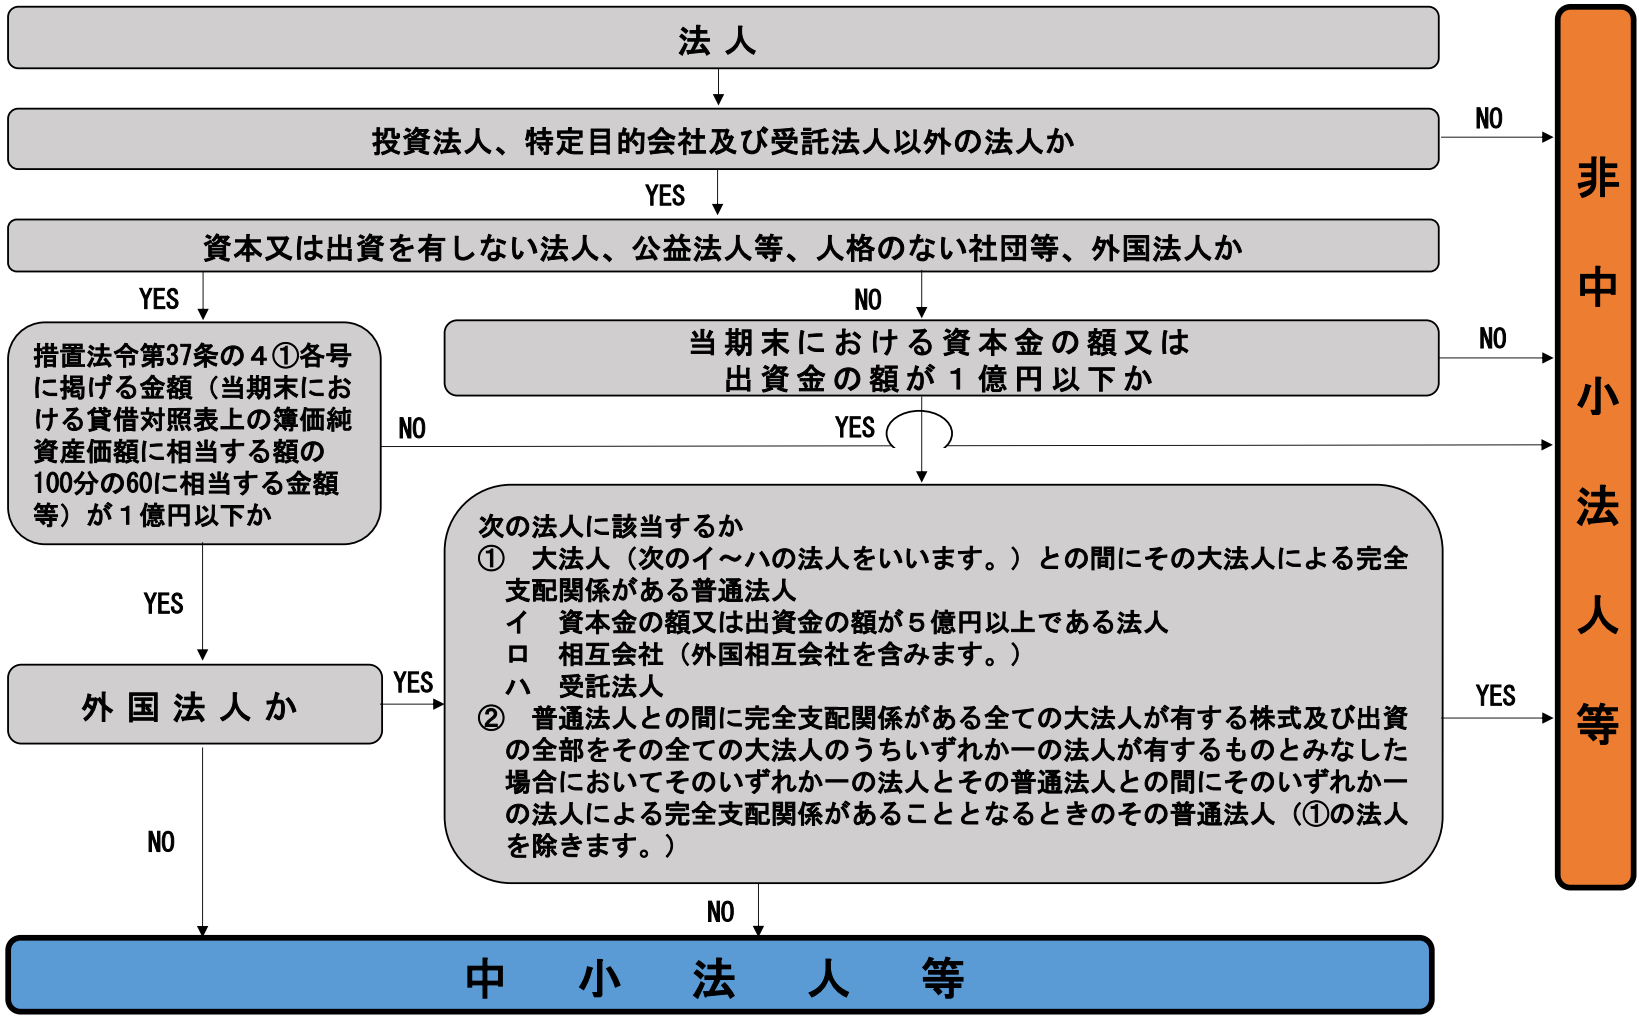 法人
投資法人、特定目的会社及び受託法人以外の法人か
NO
YES
資本又は出資を有しない法人、公益法人等、人格のない社団等、外国法人か
YES
NO
措置法令第37条の４①各号
に掲げる金額（当期末にお
ける貸借対照表上の簿価純
資産価額に相当する額の
100分の60に相当する金額
等）が１億円以下か
当期末における資本金の額又は
出資金の額が１億円以下か
NO
NO
YES
YES
外国法人か
YES
NO
次の法人に該当するか
①　大法人（次のイ～ハの法人をいいます。）との間にその大法人による完全
支配関係がある普通法人
イ　資本金の額又は出資金の額が５億円以上である法人
ロ　相互会社（外国相互会社を含みます。）
ハ　受託法人
②　普通法人との間に完全支配関係がある全ての大法人が有する株式及び出資
の全部をその全ての大法人のうちいずれか一の法人が有するものとみなした
場合においてそのいずれか一の法人とその普通法人との間にそのいずれか一
の法人による完全支配関係があることとなるときのその普通法人（①の法人
を除きます。）
YES
NO
中小法人等
非中小法人等